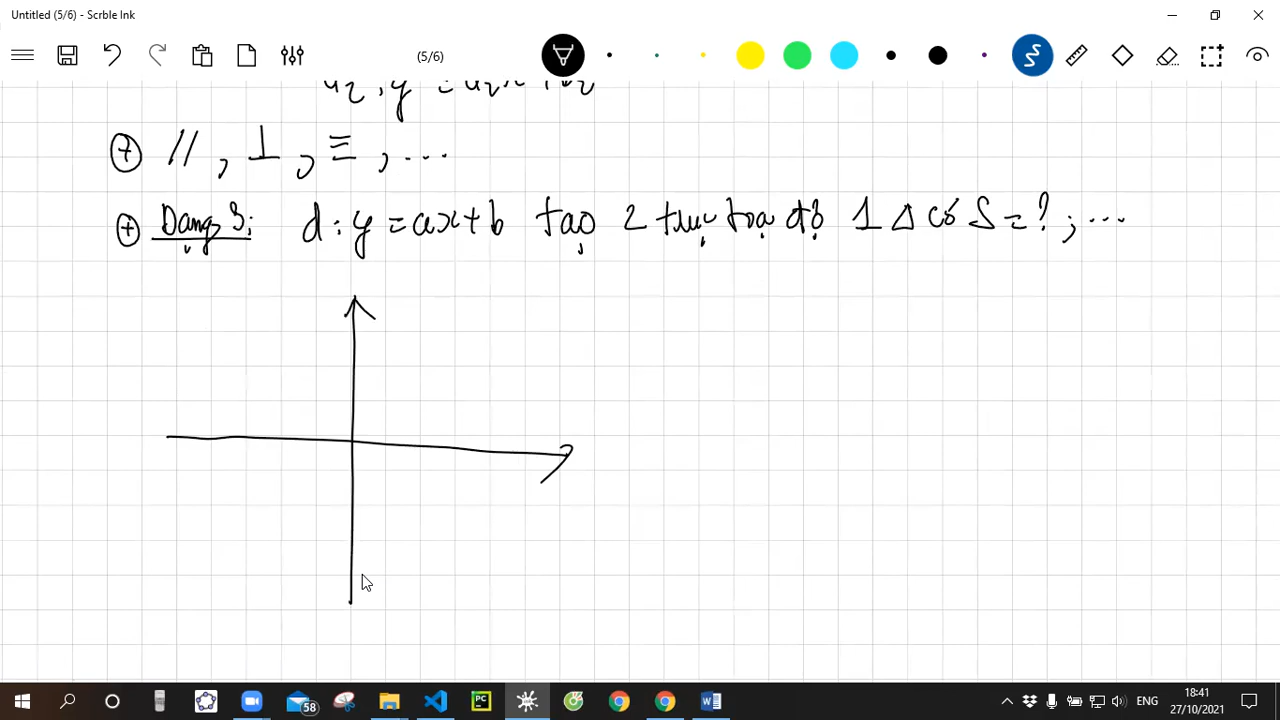 Untitled (5/6) - Scrble Ink
(5/6)
+ //, ⊥, ≡, ...
+ Dạng 3: d: y = ax + b tạo 2 trục tọa độ 1 Δ có S = ? ; ...
58
ENG
18:41
27/10/2021